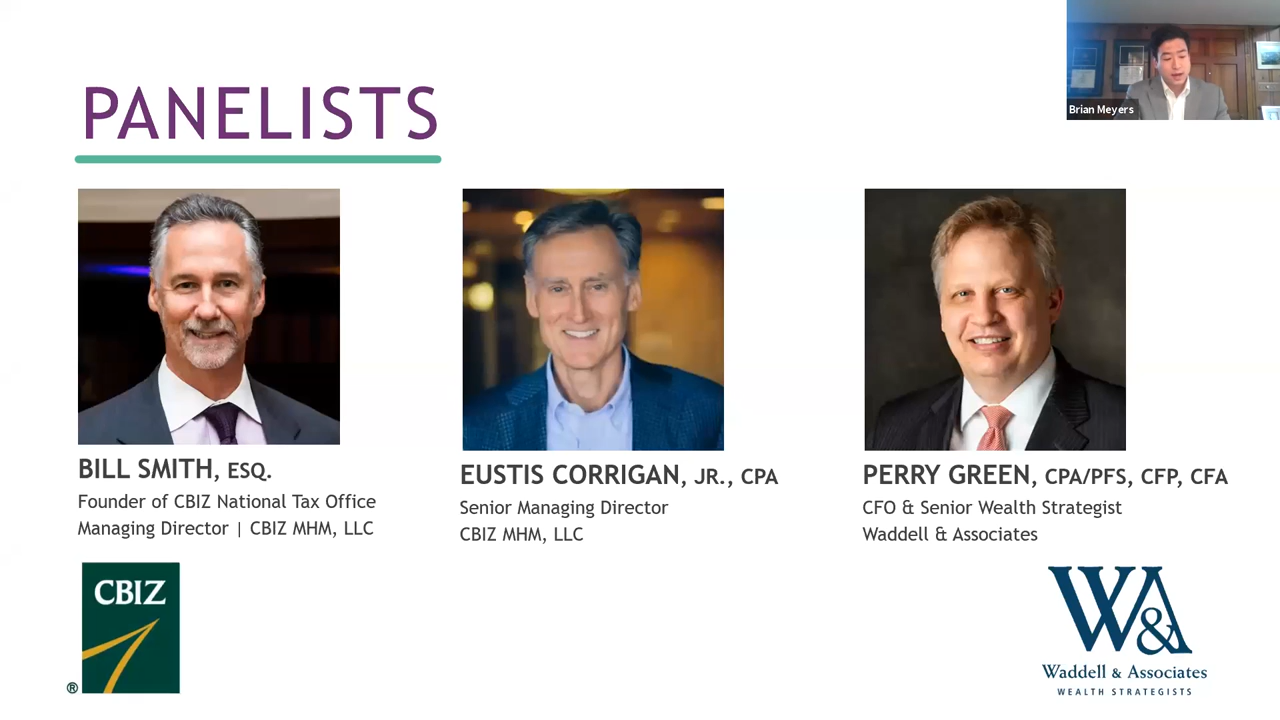 PANELISTS
Brian Meyers
BILL SMITH, ESQ.
Founder of CBIZ National Tax Office
Managing Director | CBIZ MHM, LLC
EUSTIS CORRIGAN, JR., CPA
Senior Managing Director
CBIZ MHM, LLC
PERRY GREEN, CPA/PFS, CFP, CFA
CFO & Senior Wealth Strategist
Waddell & Associates
CBIZ
®
W&A
Waddell & Associates
WEALTH STRATEGISTS